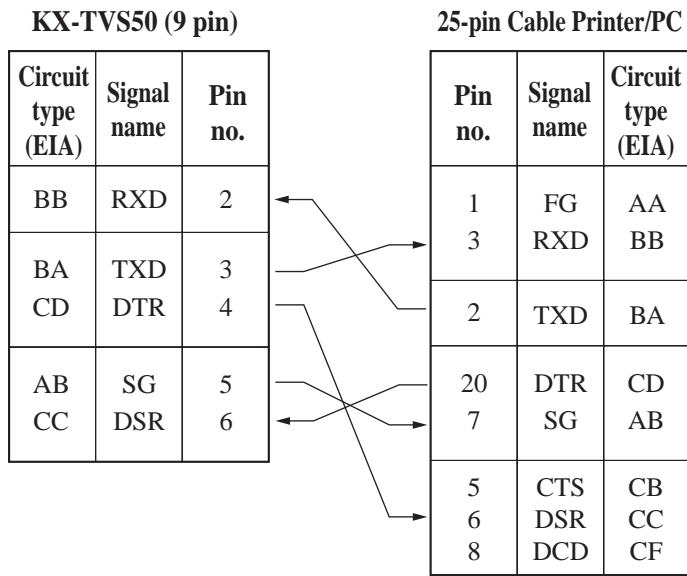 KX-TVS50 (9 pin)
Circuit type (EIA) Signal name Pin no.
BB RXD 2
BA TXD 3
CD DTR 4
AB SG 5
CC DSR 6
25-pin Cable Printer/PC
Pin no. Signal name Circuit type (EIA)
1 FG AA
3 RXD BB
2 TXD BA
20 DTR CD
7 SG AB
5 CTS CB
6 DSR CC
8 DCD CF